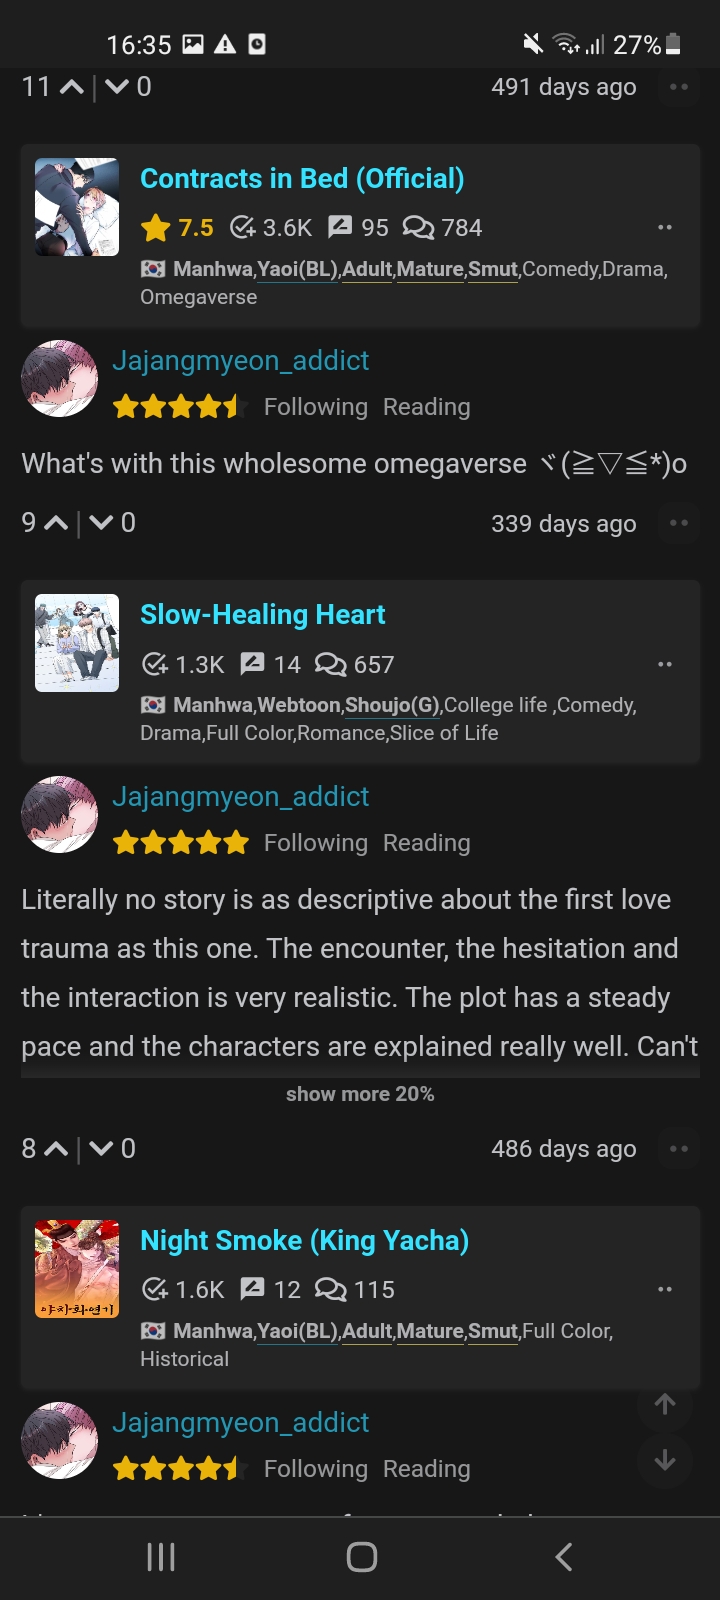 16:35 27%
11 | 0 491 days ago
Contracts in Bed (Official)
7.5 3.6K 95 784
Manhwa,Yaoi(BL),Adult,Mature,Smut,Comedy,Drama,
Omegaverse
Jajangmyeon_addict
Following Reading
What's with this wholesome omegaverse ヾ(≧▽≦*)o
9 | 0 339 days ago
Slow-Healing Heart
1.3K 14 657
Manhwa,Webtoon,Shoujo(G),College life ,Comedy,
Drama,Full Color,Romance,Slice of Life
Jajangmyeon_addict
Following Reading
Literally no story is as descriptive about the first love
trauma as this one. The encounter, the hesitation and
the interaction is very realistic. The plot has a steady
pace and the characters are explained really well. Can't
show more 20%
8 | 0 486 days ago
Night Smoke (King Yacha)
1.6K 12 115
야차화연기
Manhwa,Yaoi(BL),Adult,Mature,Smut,Full Color,
Historical
Jajangmyeon_addict
Following Reading